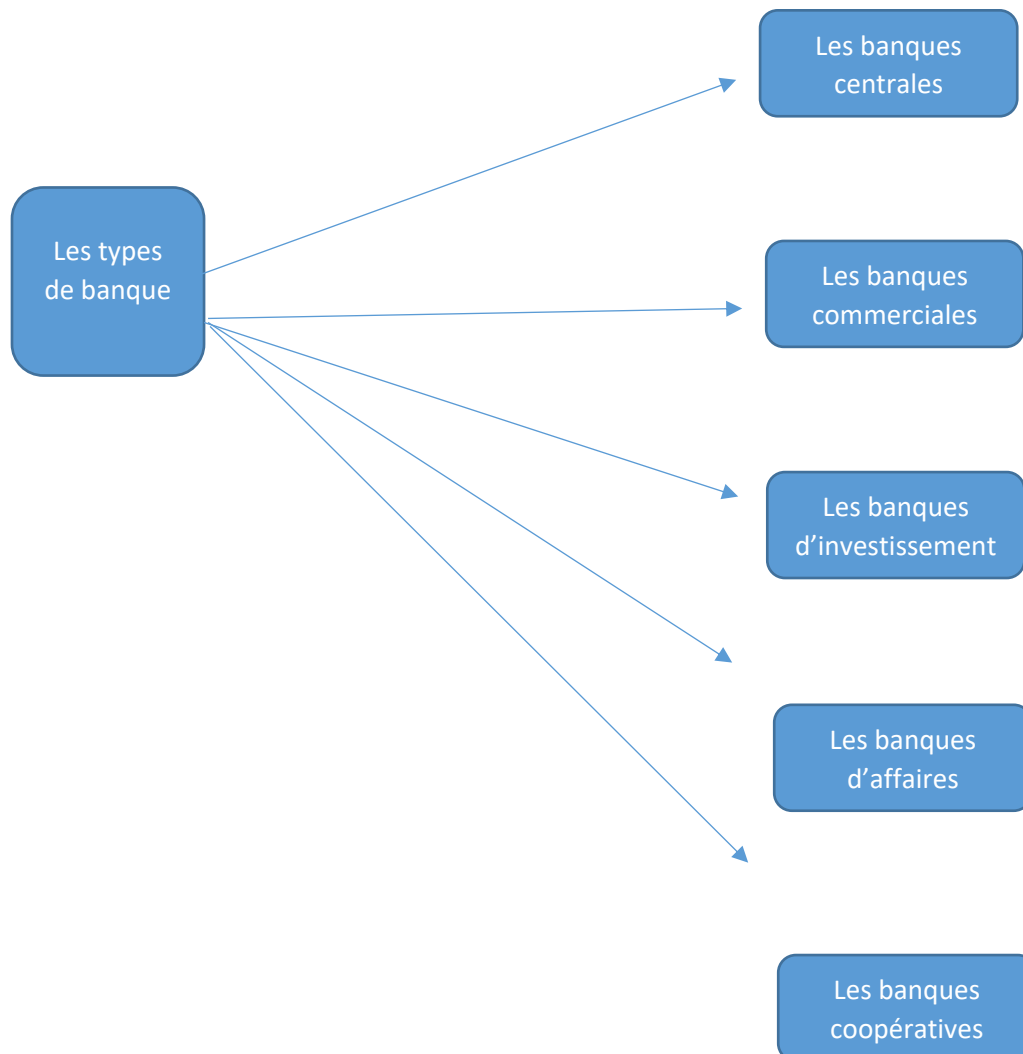 Les banques
centrales
Les types
de banque
Les banques
commerciales
Les banques
d’investissement
Les banques
d’affaires
Les banques
coopératives